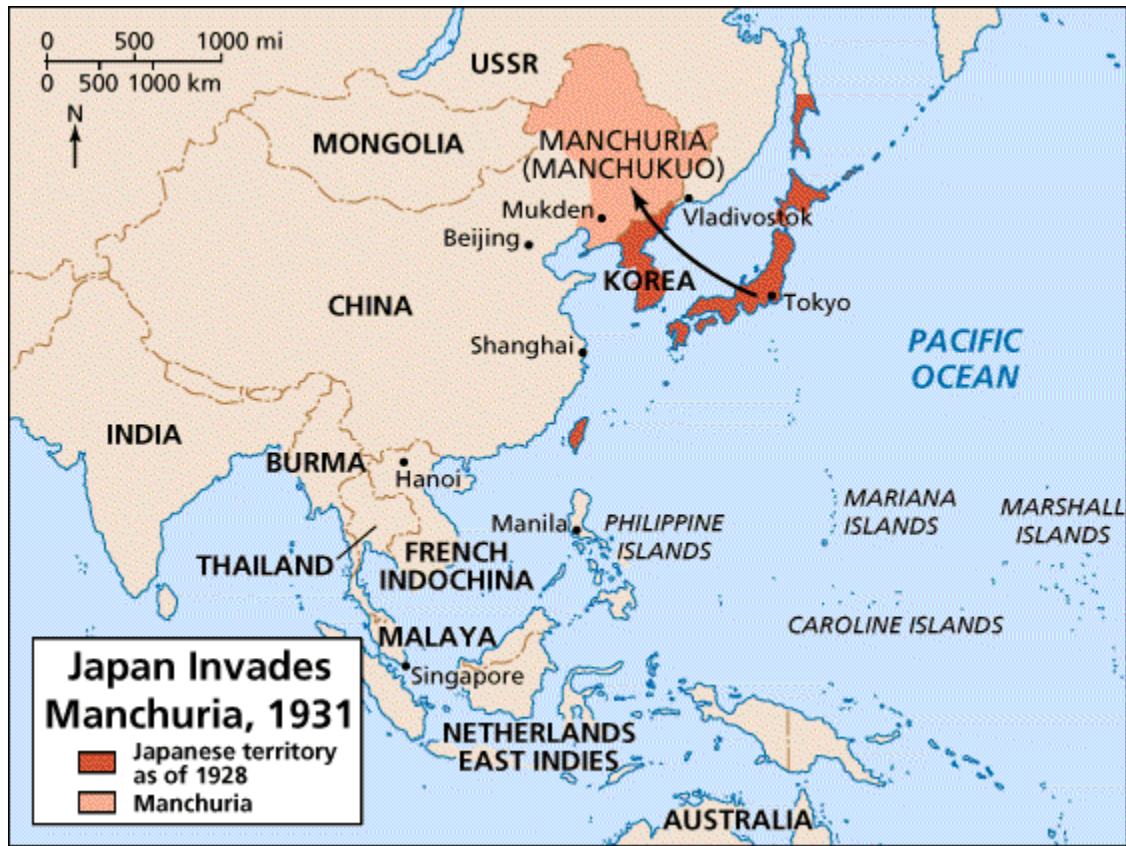 0 500 1000 mi
0 500 1000 km
N
USSR
MONGOLIA
MANCHURIA
(MANCHUKUO)
Mukden
Vladivostok
Beijing
KOREA
CHINA
Tokyo
Shanghai
PACIFIC
OCEAN
INDIA
BURMA
Hanoi
MARIANA
ISLANDS
MARSHALL
ISLANDS
Manila
PHILIPPINE
ISLANDS
THAILAND
FRENCH
INDOCHINA
CAROLINE ISLANDS
MALAYA
Singapore
NETHERLANDS
EAST INDIES
Japan Invades
Manchuria, 1931
Japanese territory
as of 1928
Manchuria
AUSTRALIA